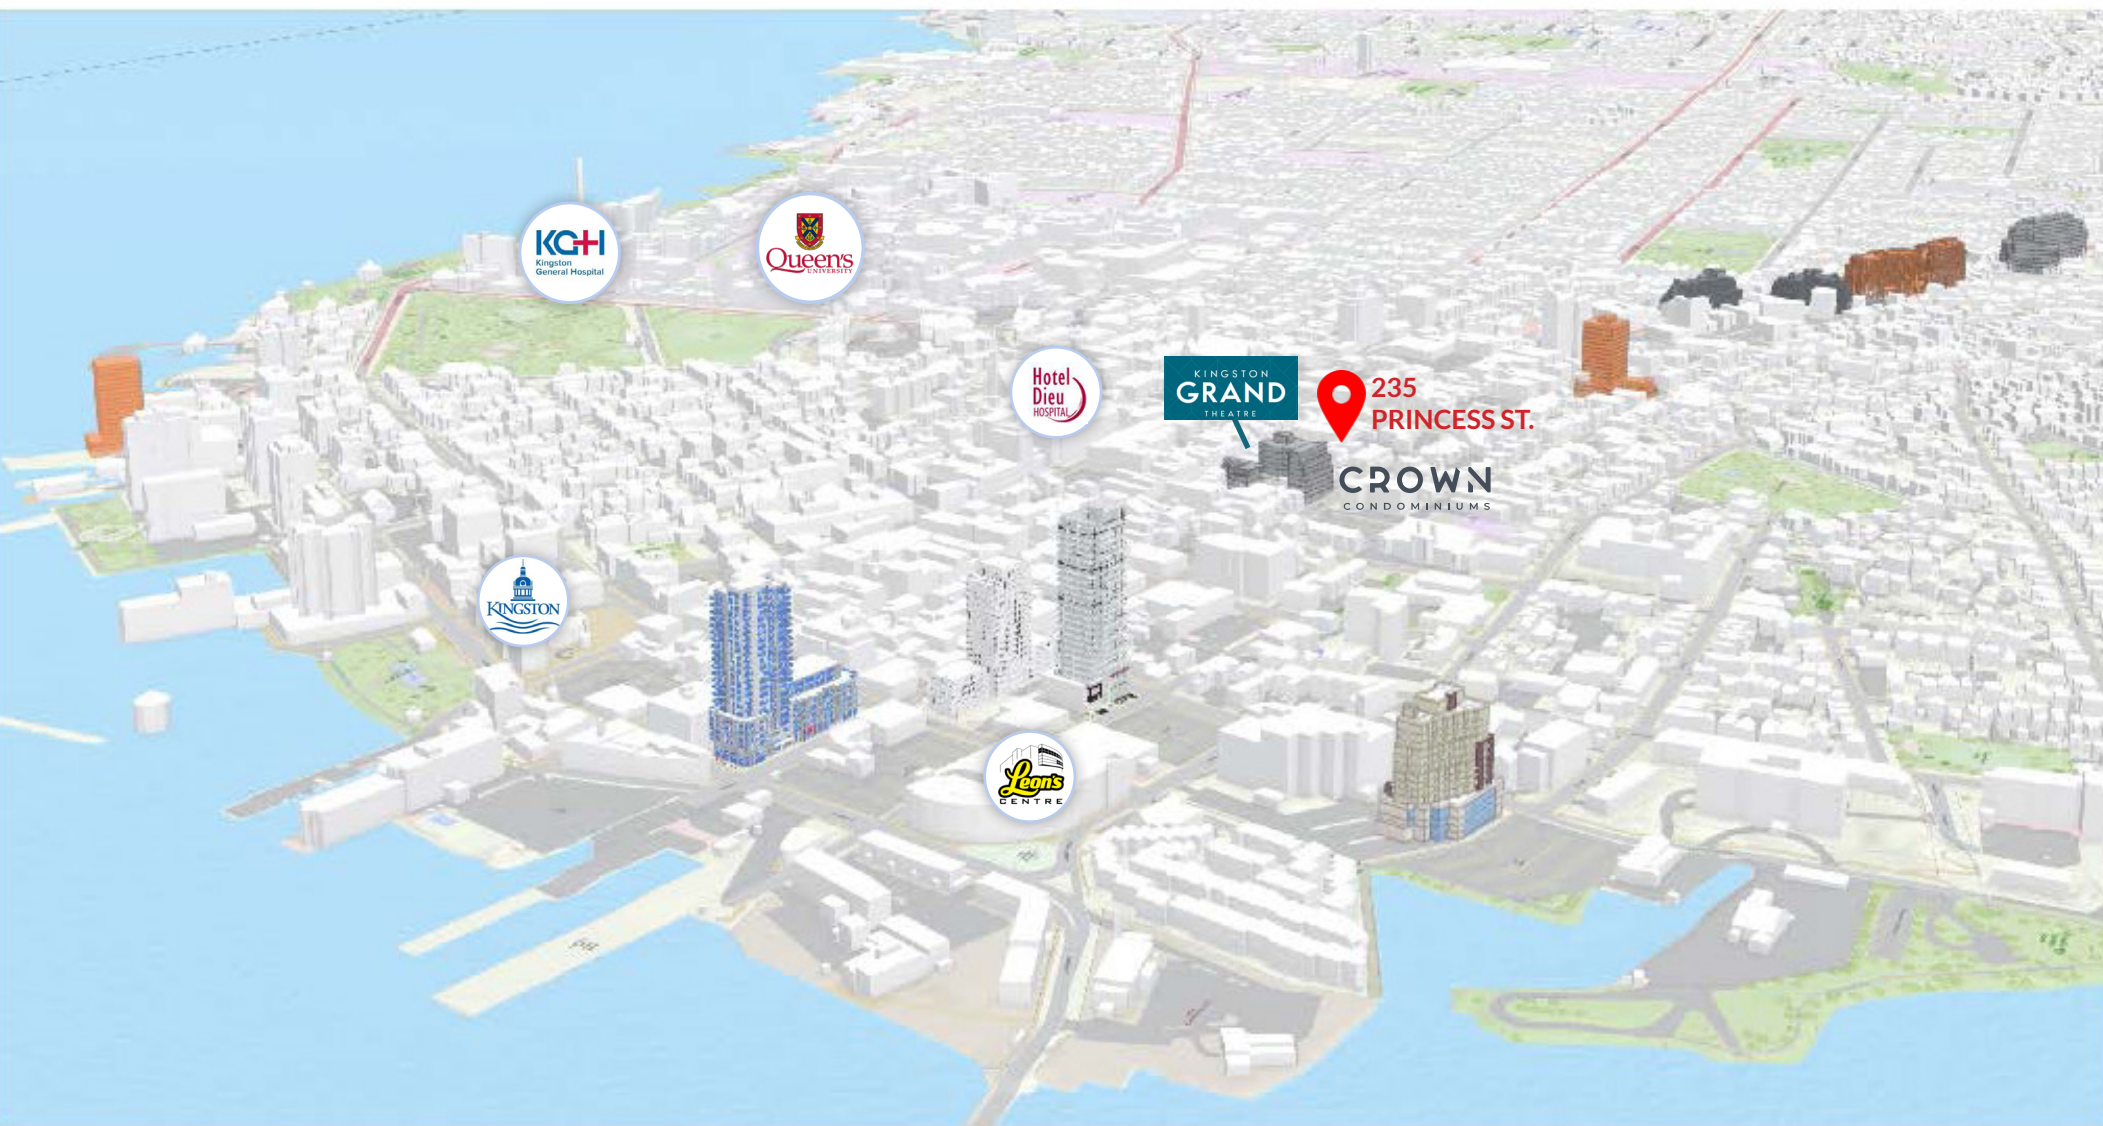 KGH
Kingston
General Hospital
Queen's
UNIVERSITY
Hotel
Dieu
HOSPITAL
KINGSTON
GRAND
THEATRE
235
PRINCESS ST.
CROWN
CONDOMINIUMS
KINGSTON
Leon's
CENTRE